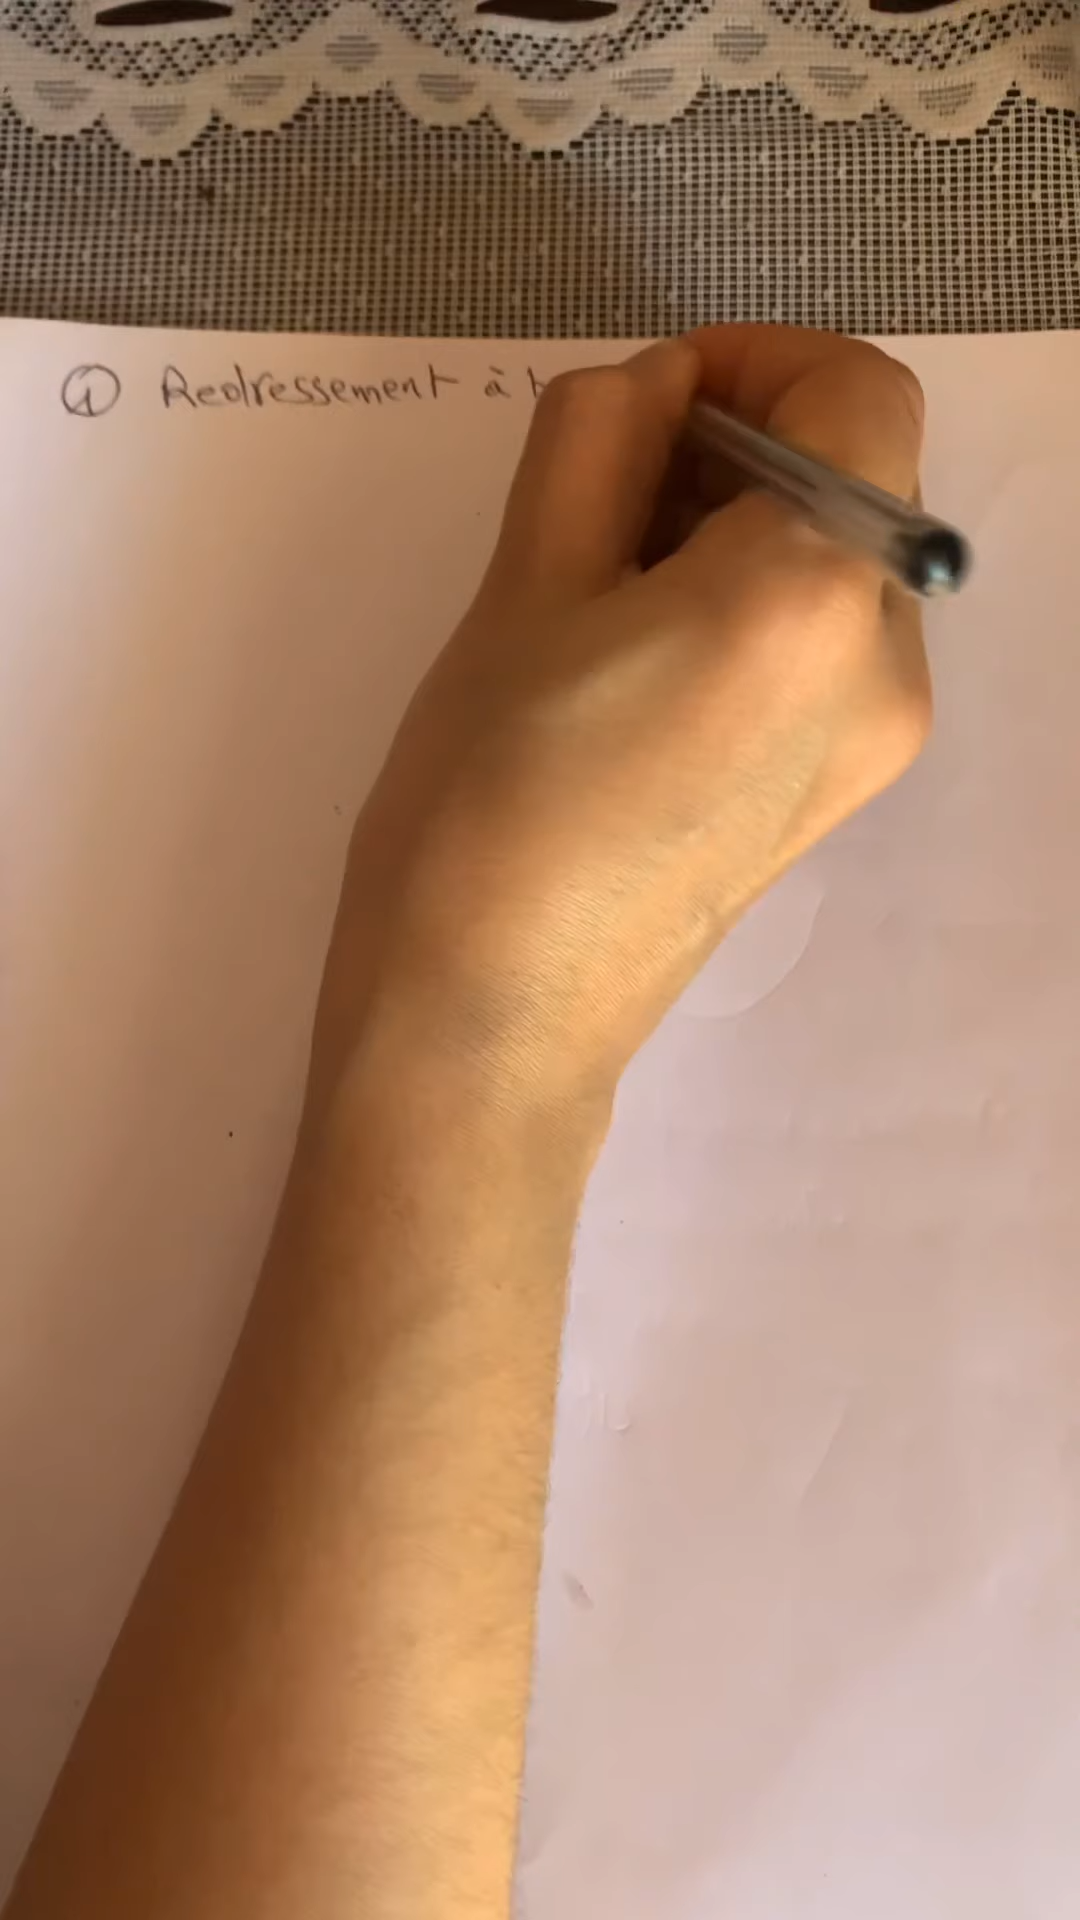 ① Redressement à